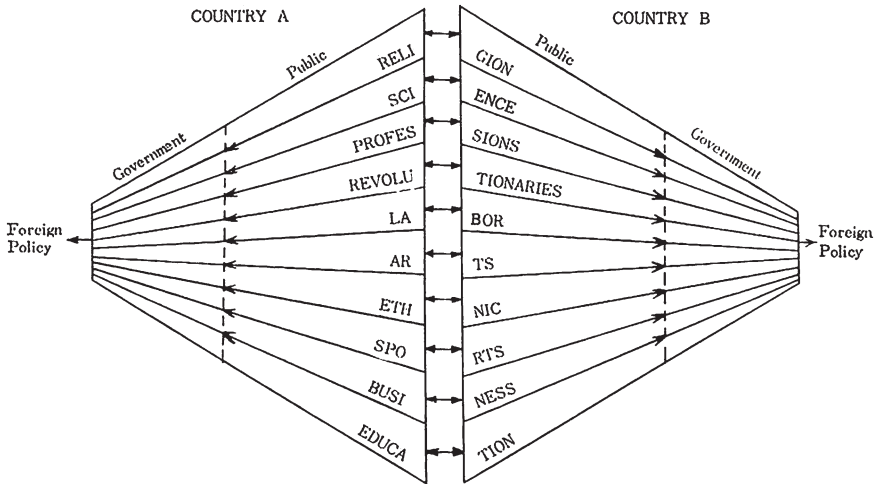 COUNTRY A
COUNTRY B
Public
Public
RELI
GION
SCI
ENCE
Government
Government
PROFES
SIONS
REVOLU
TIONARIES
Foreign
Policy
LA
BOR
Foreign
Policy
AR
TS
ETH
NIC
SPO
RTS
BUSI
NESS
EDUCA
TION